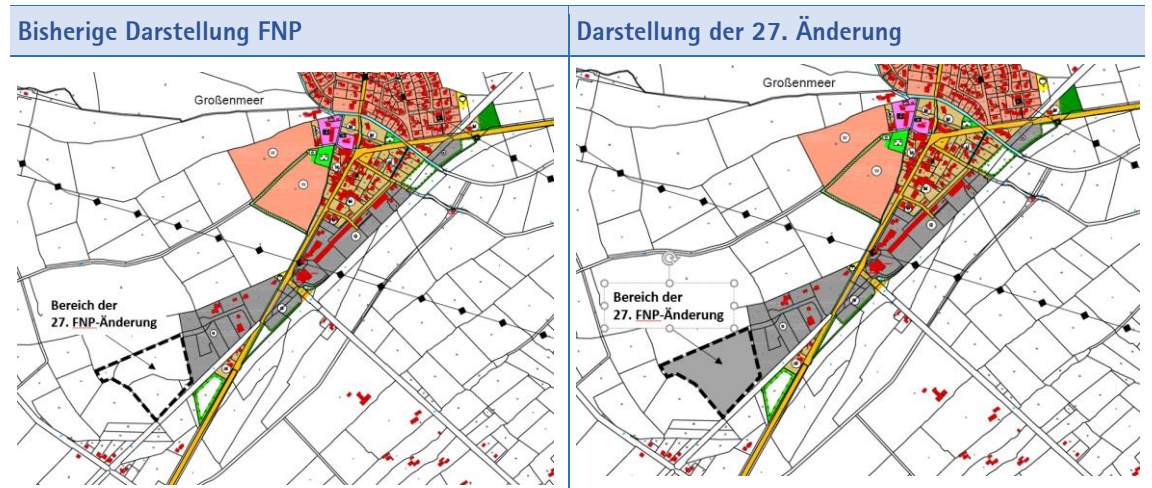 Bisherige Darstellung FNP
Darstellung der 27. Änderung
Großenmeer
Bereich der
27. FNP-Änderung
W
W
Großenmeer
Bereich der
27. FNP-Änderung
W
W